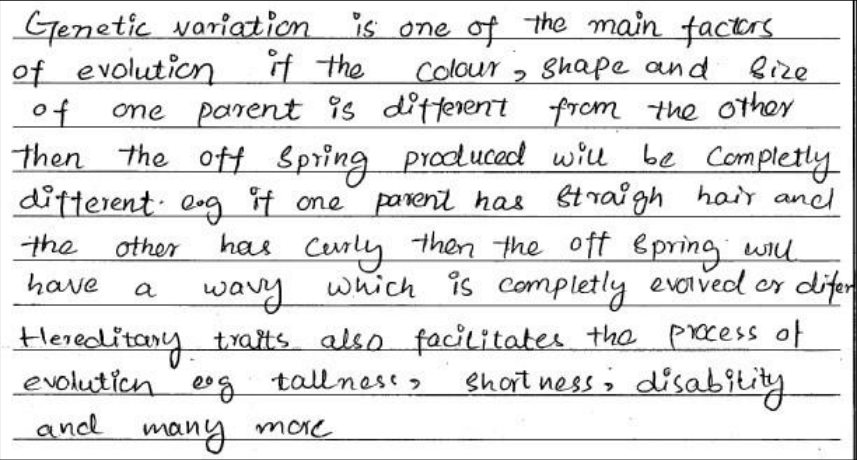 Genetic variation is one of the main factors
of evolution if the colour, shape and size
of one parent is different from the other
then the off spring produced will be completly
different. e.g if one parent has straigh hair and
the other has curly then the off spring will
have a wavy which is completly evolved or difer
Hereditary traits also facilitates the process of
evolution e.g tallness, shortness, disability
and many more